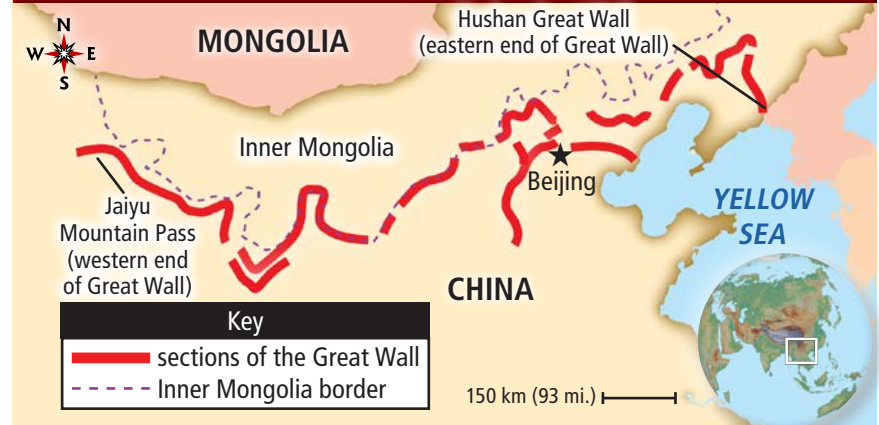 N
W E
S
MONGOLIA
Hushan Great Wall
(eastern end of Great Wall)
Inner Mongolia
Beijing
Jaiyu
Mountain Pass
(western end
of Great Wall)
YELLOW
SEA
CHINA
Key
sections of the Great Wall
Inner Mongolia border
150 km (93 mi.)